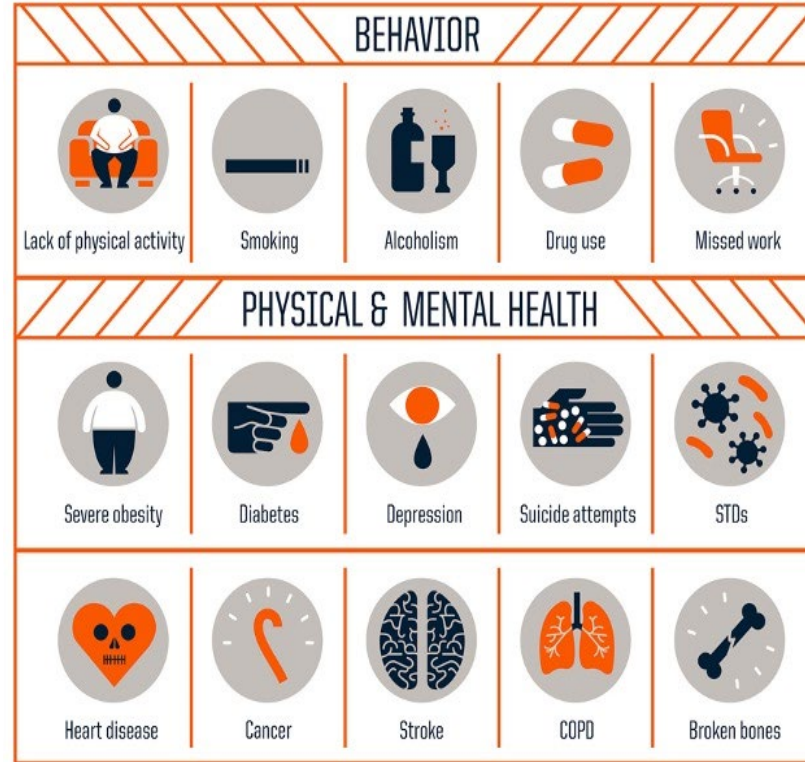 BEHAVIOR
Lack of physical activity
Smoking
Alcoholism
Drug use
Missed work
PHYSICAL & MENTAL HEALTH
Severe obesity
Diabetes
Depression
Suicide attempts
STDs
Heart disease
Cancer
Stroke
COPD
Broken bones